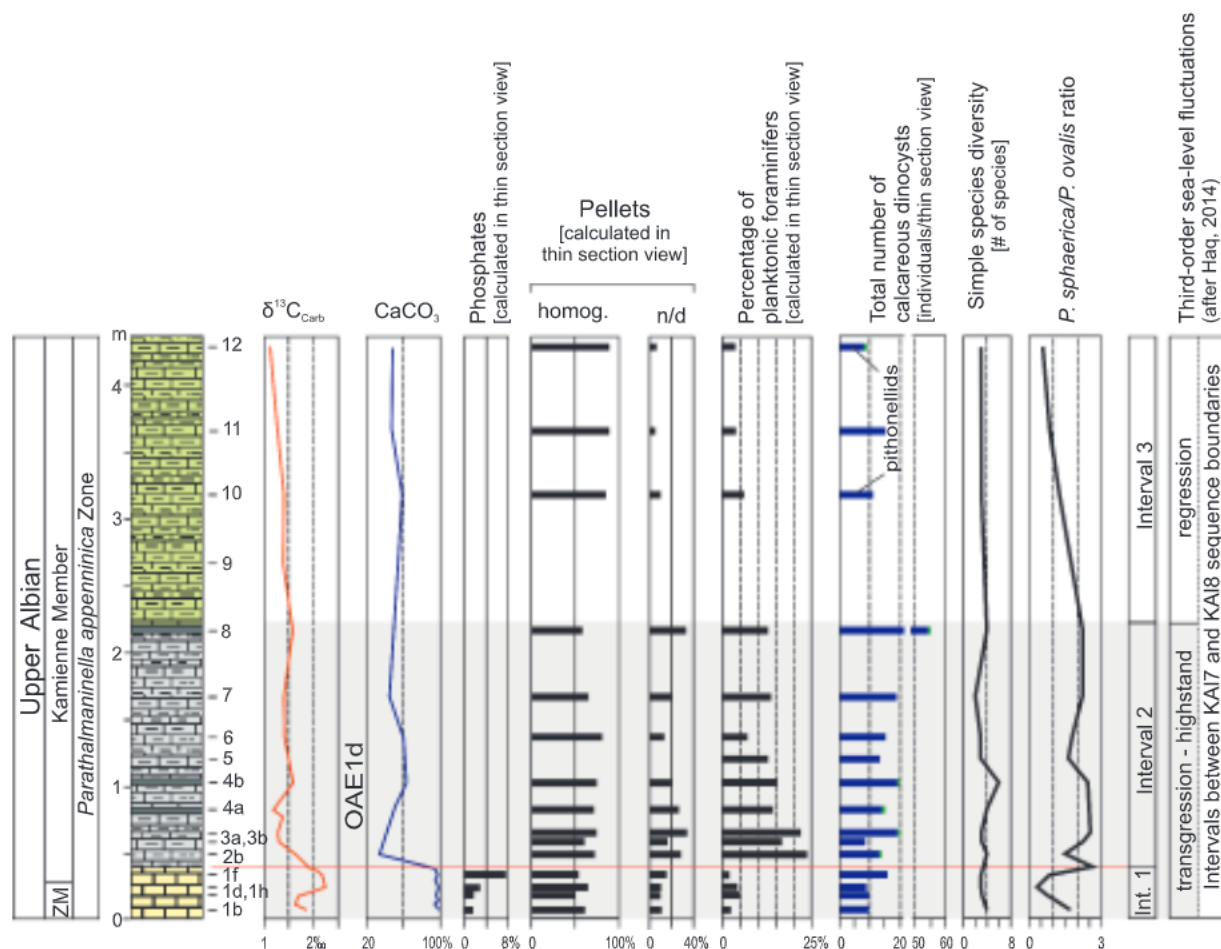 Phosphates
[calculated in thin section view]
Pellets
[calculated in
thin section view]
Percentage of
planktonic foraminifers
[calculated in thin section view]
Total number of
calcareous dinocysts
[individuals/thin section view]
Simple species diversity
[# of species]
P. sphaerica/P. ovalis ratio
Third-order sea-level fluctuations
(after Haq, 2014)
δ¹³C Carb
CaCO₃
homog.
n/d
m
Upper Albian
Kamienne Member
ZM
Parathalmaninella appenninica Zone
4
3
2
1
0
12
11
10
9
8
7
6
5
4b
4a
3a,3b
2b
1f
1d,1h
1b
OAE1d
pithonellids
Interval 3
Interval 2
Int. 1
regression
transgression - highstand
Intervals between KAl7 and KAl8 sequence boundaries
1 2‰
20 100%
0 8%
0 100%
0 40%
0 25%
0 20 50 60
0 8
0 3